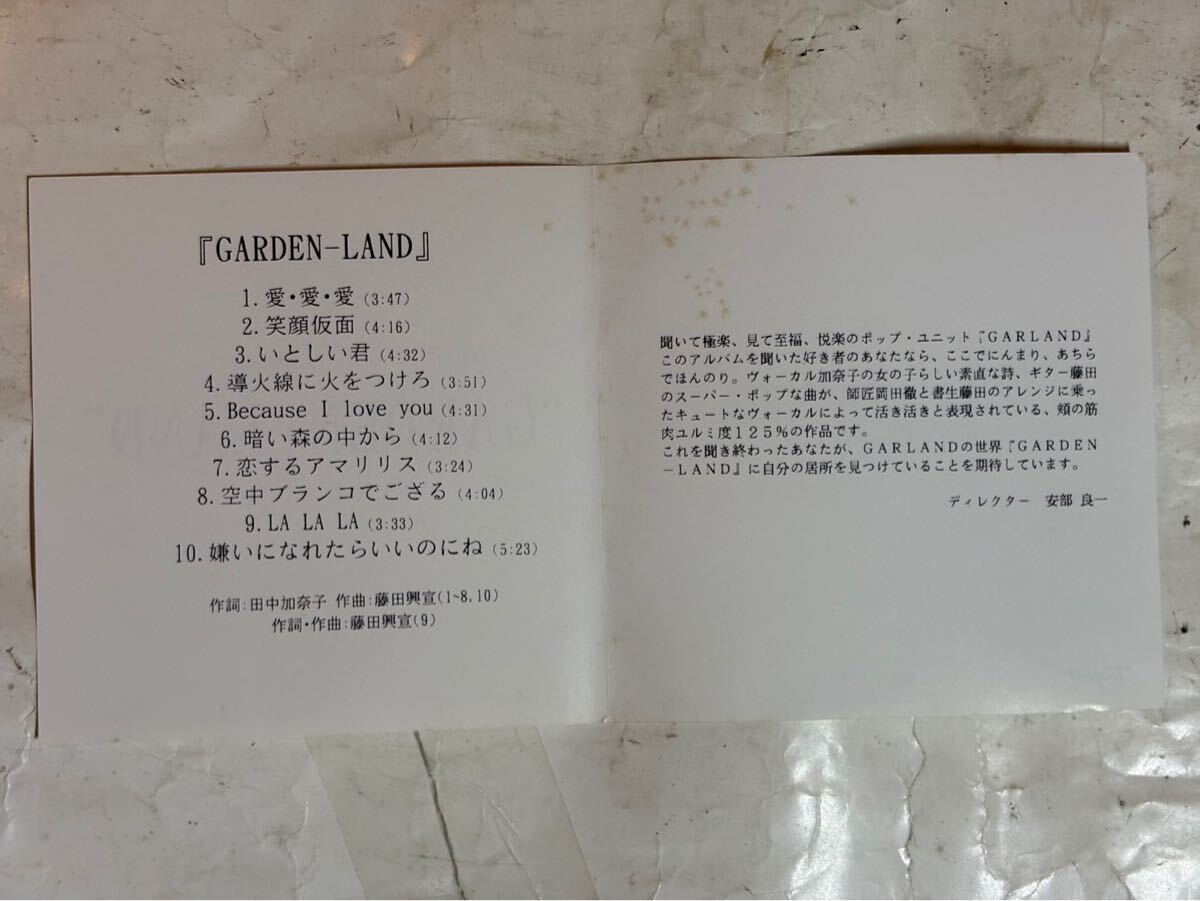 『GARDEN-LAND』
1. 愛・愛・愛 (3:47)
2. 笑顔仮面 (4:16)
3. いとしい君 (4:32)
4. 導火線に火をつけろ (3:51)
5. Because I love you (4:31)
6. 暗い森の中から (4:12)
7. 恋するアマリリス (3:24)
8. 空中ブランコでござる (4:04)
9. LA LA LA (3:33)
10. 嫌いになれたらいいのにね (5:23)
作詞:田中加奈子 作曲:藤田興宣(1~8,10)
作詞・作曲:藤田興宣(9)
聞いて極楽、見て至福、悦楽のポップ・ユニット『GARLAND』
このアルバムを聞いた好き者のあなたなら、ここでにんまり、あちら
でほんのり。ヴォーカル加奈子の女の子らしい素直な詩、ギター藤田
のスーパー・ポップな曲が、師匠岡田徹と書生藤田のアレンジに乗っ
たキュートなヴォーカルによって活き活きと表現されている、頬の筋
肉ユルミ度125%の作品です。
これを聞き終わったあなたが、GARLANDの世界『GARDEN
-LAND』に自分の居所を見つけていることを期待しています。
ディレクター 安部 良一